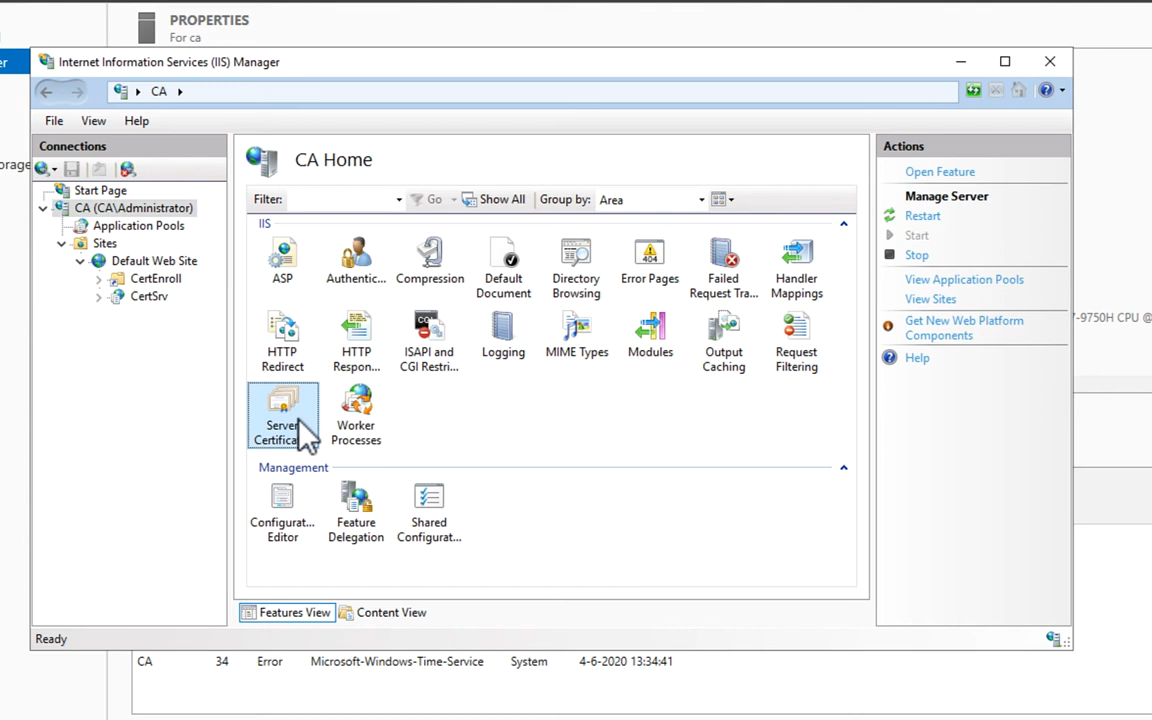 PROPERTIES
For ca
er
orage
Internet Information Services (IIS) Manager
CA
File View Help
Connections
Start Page
CA (CA\Administrator)
Application Pools
Sites
Default Web Site
CertEnroll
CertSrv
CA Home
Filter: Go Show All Group by: Area
IIS
ASP
Authentic...
Compression
Default
Document
Directory
Browsing
Error Pages
Failed
Request Tra...
Handler
Mappings
HTTP
Redirect
HTTP
Respon...
ISAPI and
CGI Restri...
Logging
MIME Types
Modules
Output
Caching
Request
Filtering
Server
Certifica
Worker
Processes
Management
Configurat...
Editor
Feature
Delegation
Shared
Configurat...
Features View Content View
Actions
Open Feature
Manage Server
Restart
Start
Stop
View Application Pools
View Sites
Get New Web Platform
Components
Help
7-9750H CPU @
Ready
CA 34 Error Microsoft-Windows-Time-Service System 4-6-2020 13:34:41